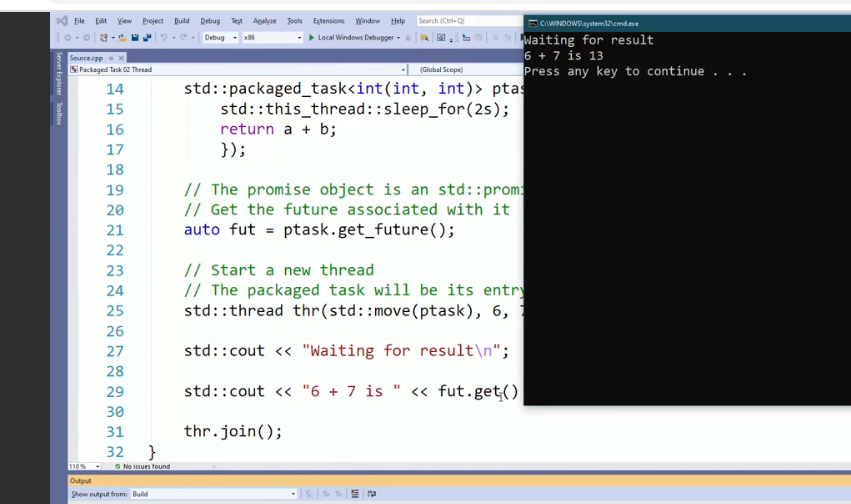 File Edit View Project Build Debug Test Analyze Tools Extensions Window Help Search (Ctrl+Q)
Debug x86 Local Windows Debugger
C:\WINDOWS\system32\cmd.exe
Waiting for result
6 + 7 is 13
Press any key to continue . . .
Server Explorer
Toolbox
Source.cpp
Packaged Task 02 Thread (Global Scope)
14 std::packaged_task<int(int, int)> ptas
15 std::this_thread::sleep_for(2s);
16 return a + b;
17 });
18
19 // The promise object is an std::promi
20 // Get the future associated with it
21 auto fut = ptask.get_future();
22
23 // Start a new thread
24 // The packaged task will be its entry
25 std::thread thr(std::move(ptask), 6, 7
26
27 std::cout << "Waiting for result\n";
28
29 std::cout << "6 + 7 is " << fut.get()
30
31 thr.join();
32 }
110 % No issues found
Output
Show output from: Build